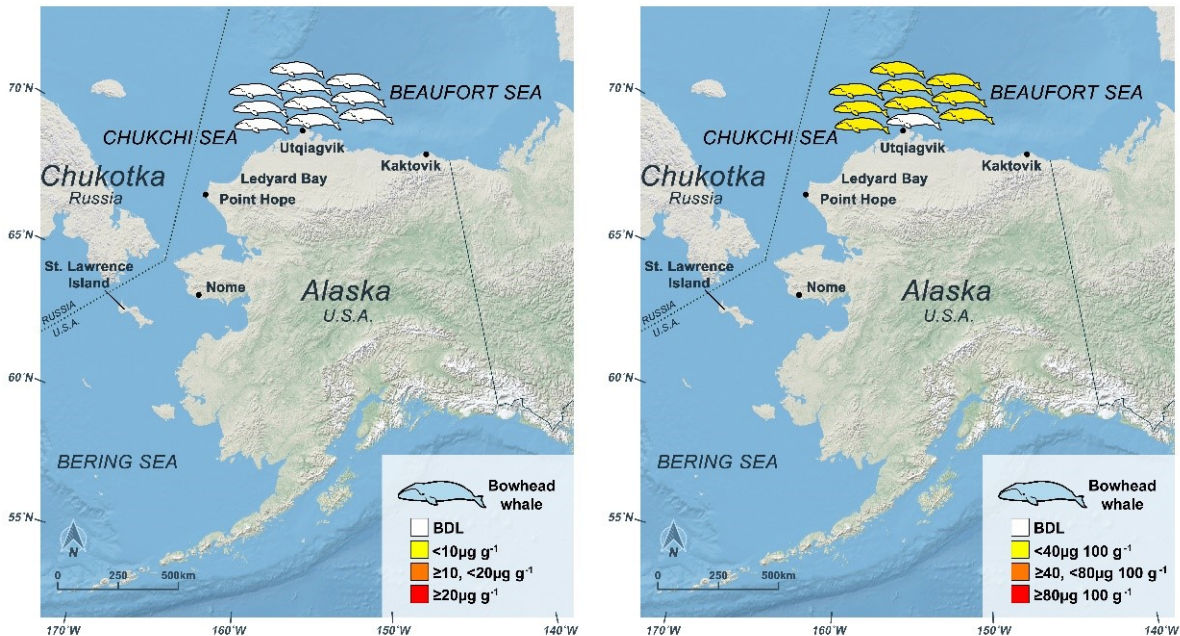 70˚N
BEAUFORT SEA
CHUKCHI SEA
Utqiagvik
Kaktovik
Chukotka
Russia
Ledyard Bay
Point Hope
65˚N
St. Lawrence
Island
Nome
Alaska
U.S.A.
RUSSIA
U.S.A.
60˚N
BERING SEA
55˚N
N
0 250 500km
Bowhead
whale
BDL
<10µg g⁻¹
≥10, <20µg g⁻¹
≥20µg g⁻¹
170˚W 160˚W 150˚W 140˚W
70˚N
BEAUFORT SEA
CHUKCHI SEA
Utqiagvik
Kaktovik
Chukotka
Russia
Ledyard Bay
Point Hope
65˚N
St. Lawrence
Island
Nome
Alaska
U.S.A.
RUSSIA
U.S.A.
60˚N
BERING SEA
55˚N
N
0 250 500km
Bowhead
whale
BDL
<40µg 100 g⁻¹
≥40, <80µg 100 g⁻¹
≥80µg 100 g⁻¹
170˚W 160˚W 150˚W 140˚W